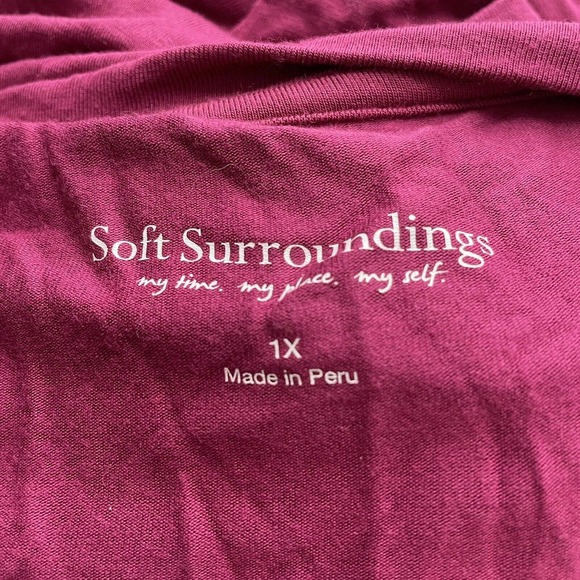 Soft Surroundings
my time. my place. my self.
1X
Made in Peru